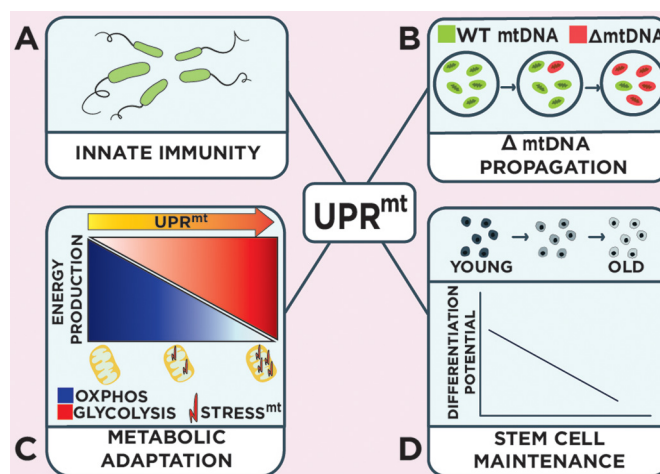 A
INNATE IMMUNITY
B
WT mtDNA ΔmtDNA
Δ mtDNA
PROPAGATION
UPRmt
UPRmt
ENERGY
PRODUCTION
OXPHOS
GLYCOLYSIS STRESSmt
C
METABOLIC
ADAPTATION
YOUNG OLD
DIFFERENTIATION
POTENTIAL
D
STEM CELL
MAINTENANCE